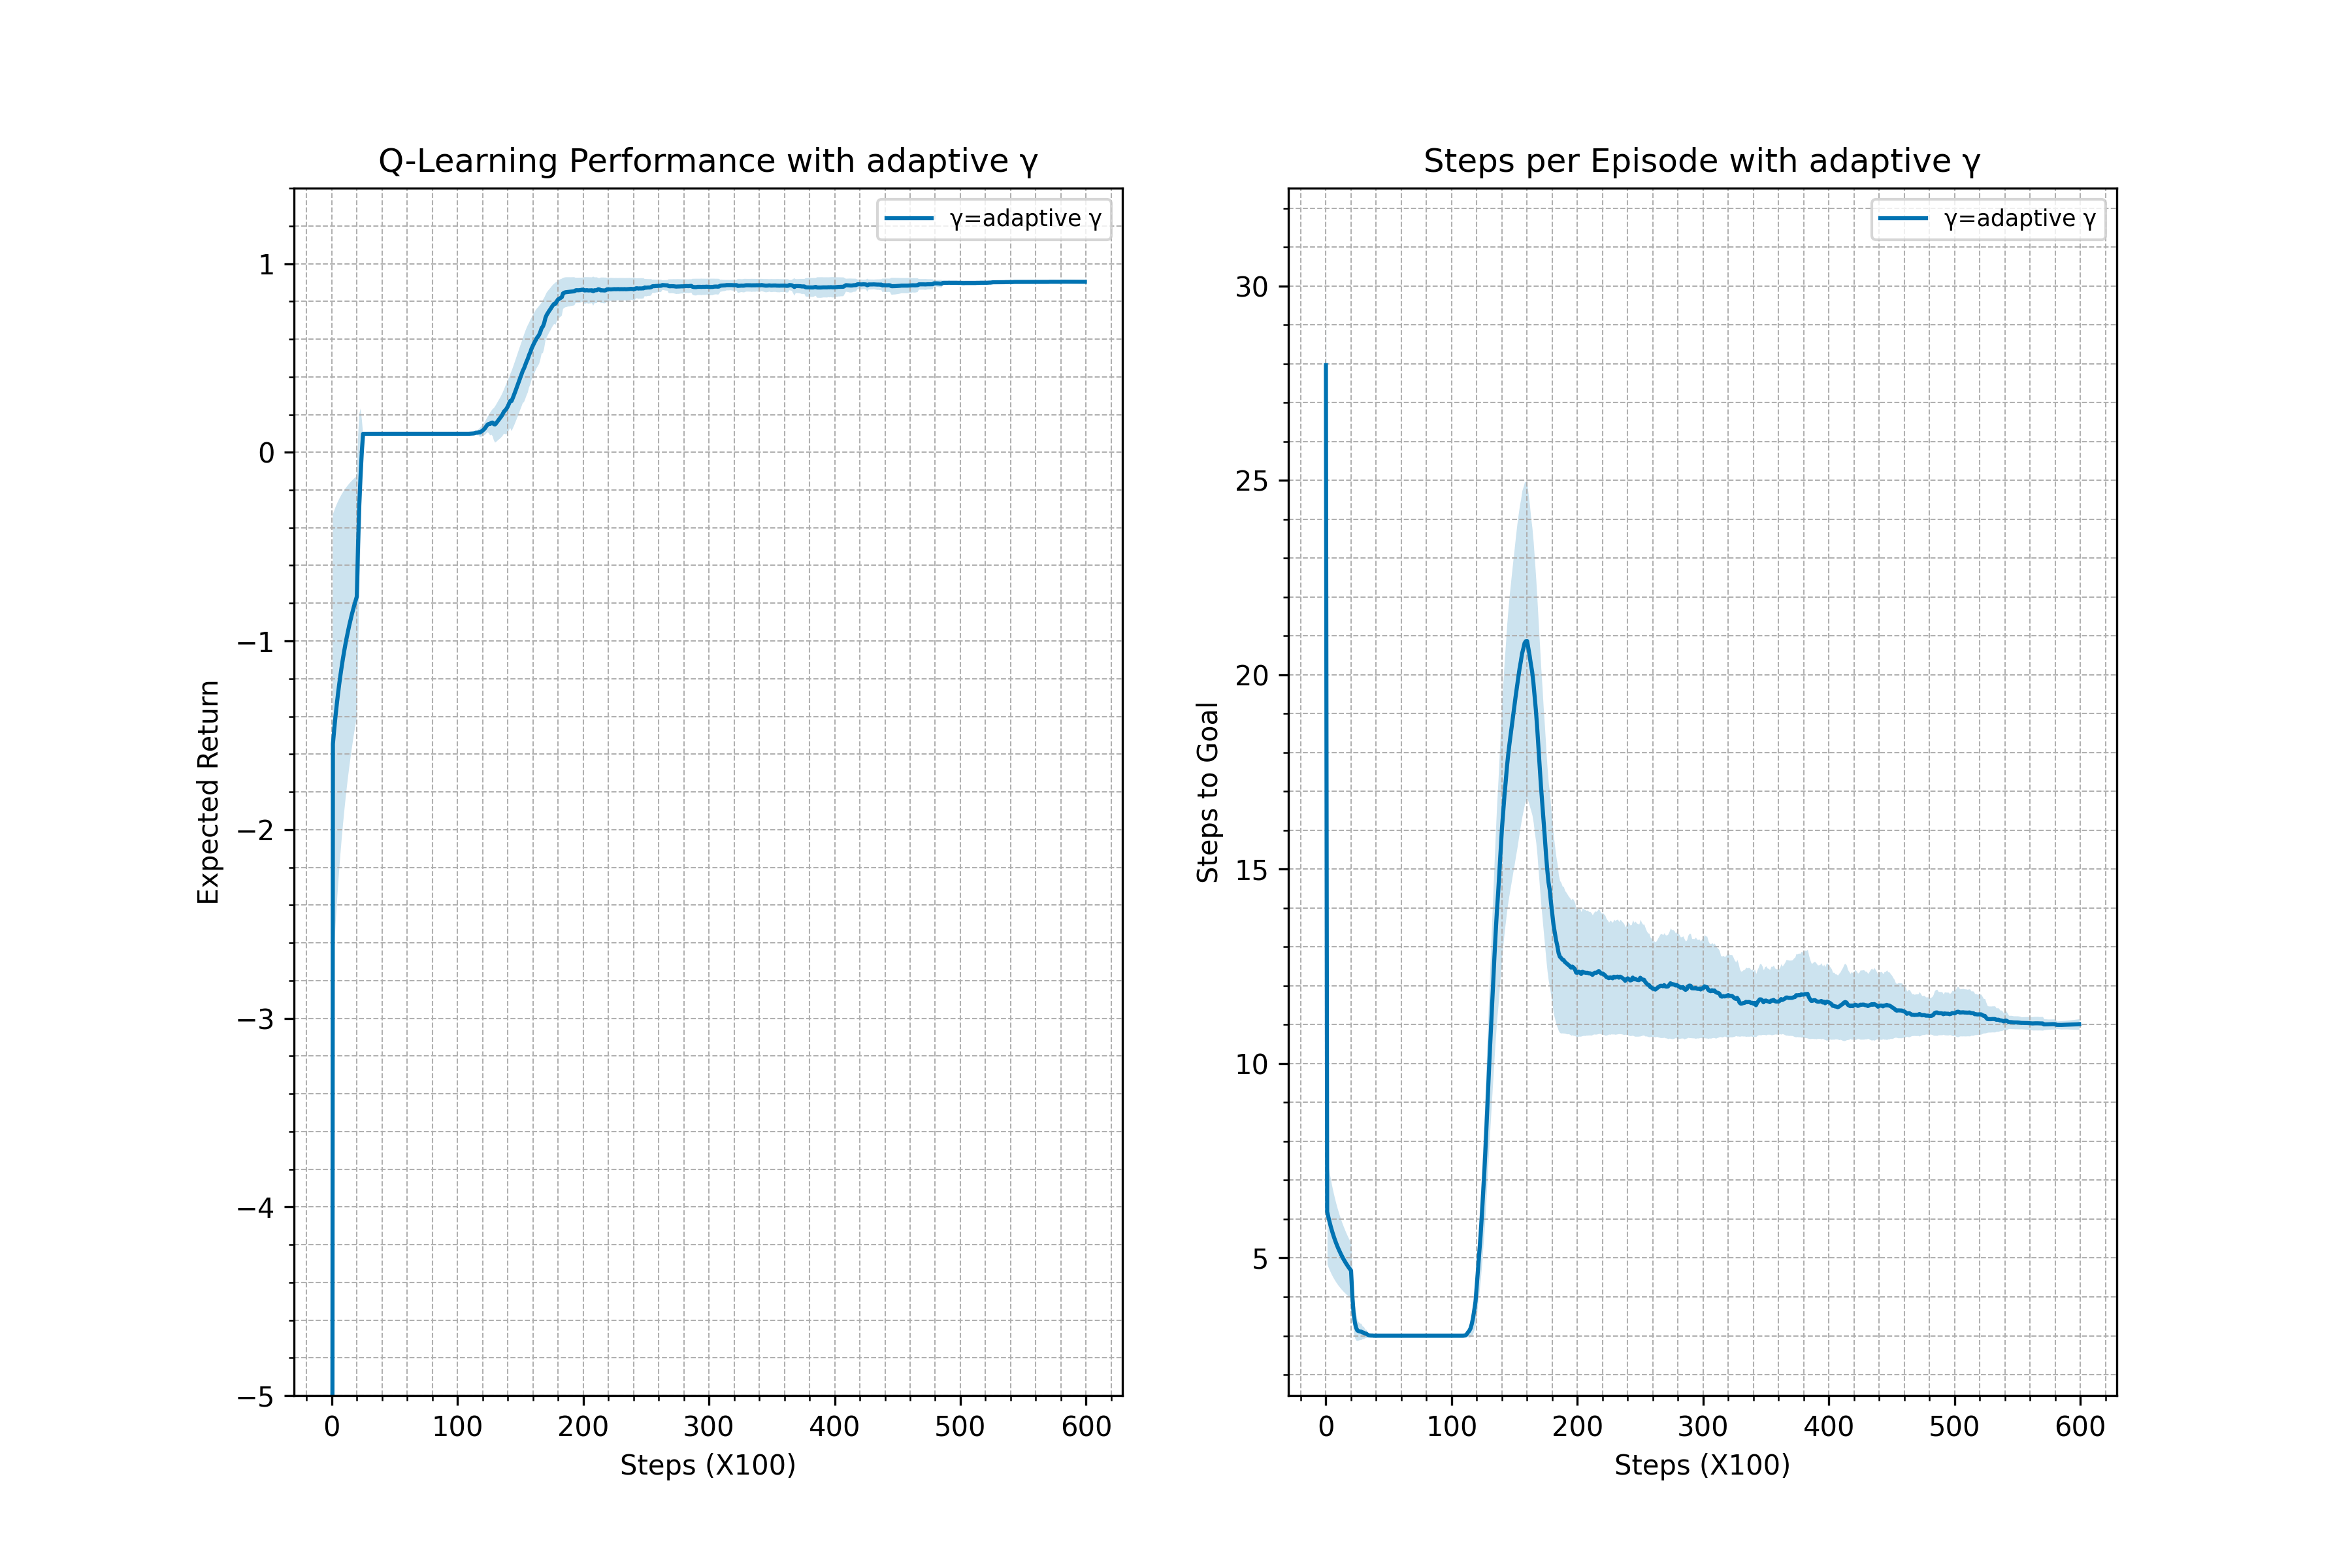 Q-Learning Performance with adaptive γ
γ=adaptive γ
1
0
−1
−2
−3
−4
−5
Expected Return
0 100 200 300 400 500 600
Steps (X100)
Steps per Episode with adaptive γ
γ=adaptive γ
30
25
20
15
10
5
Steps to Goal
0 100 200 300 400 500 600
Steps (X100)